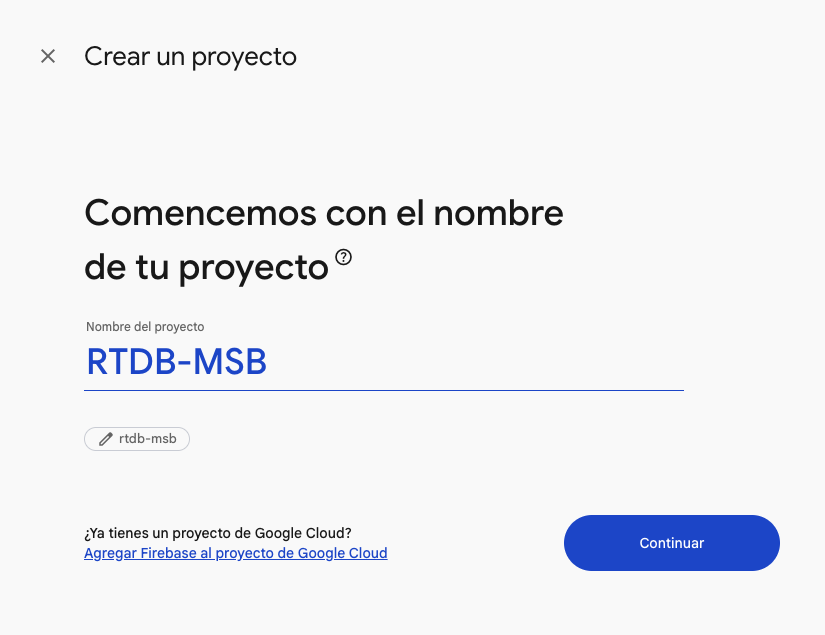 Crear un proyecto
Comencemos con el nombre
de tu proyecto
Nombre del proyecto
RTDB-MSB
rtdb-msb
¿Ya tienes un proyecto de Google Cloud?
Agregar Firebase al proyecto de Google Cloud
Continuar